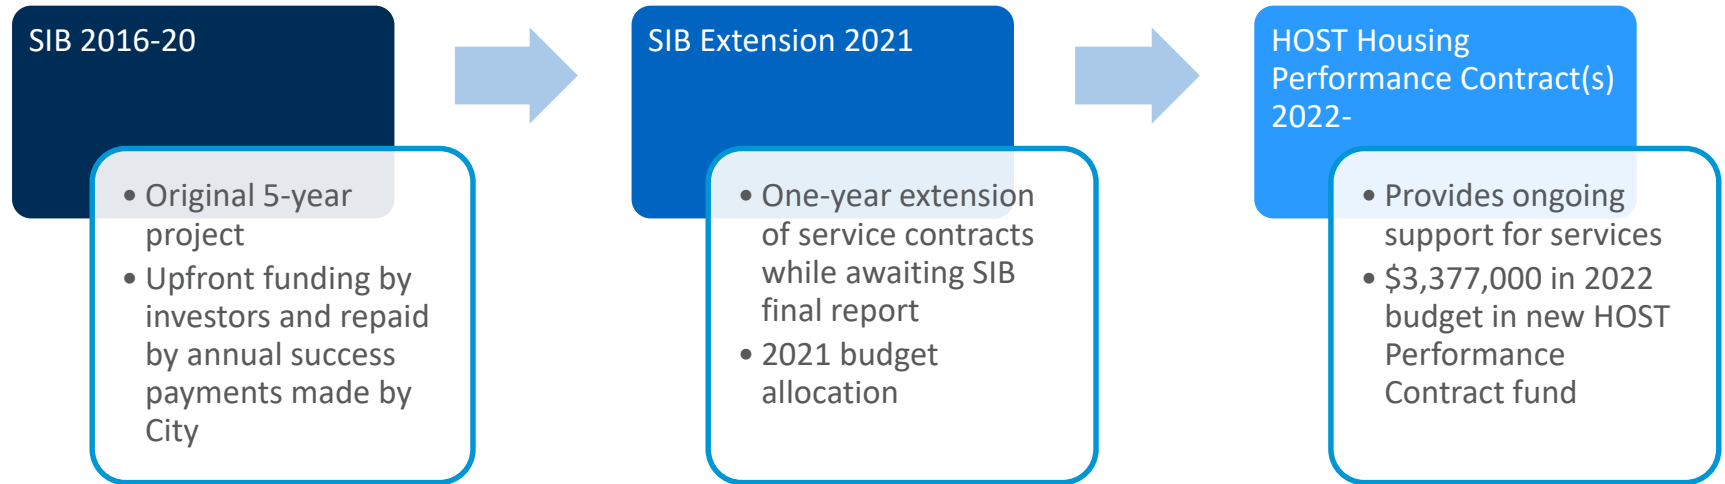 SIB 2016-20
• Original 5-year
project
• Upfront funding by
investors and repaid
by annual success
payments made by
City
SIB Extension 2021
• One-year extension
of service contracts
while awaiting SIB
final report
• 2021 budget
allocation
HOST Housing
Performance Contract(s)
2022-
• Provides ongoing
support for services
• $3,377,000 in 2022
budget in new HOST
Performance
Contract fund